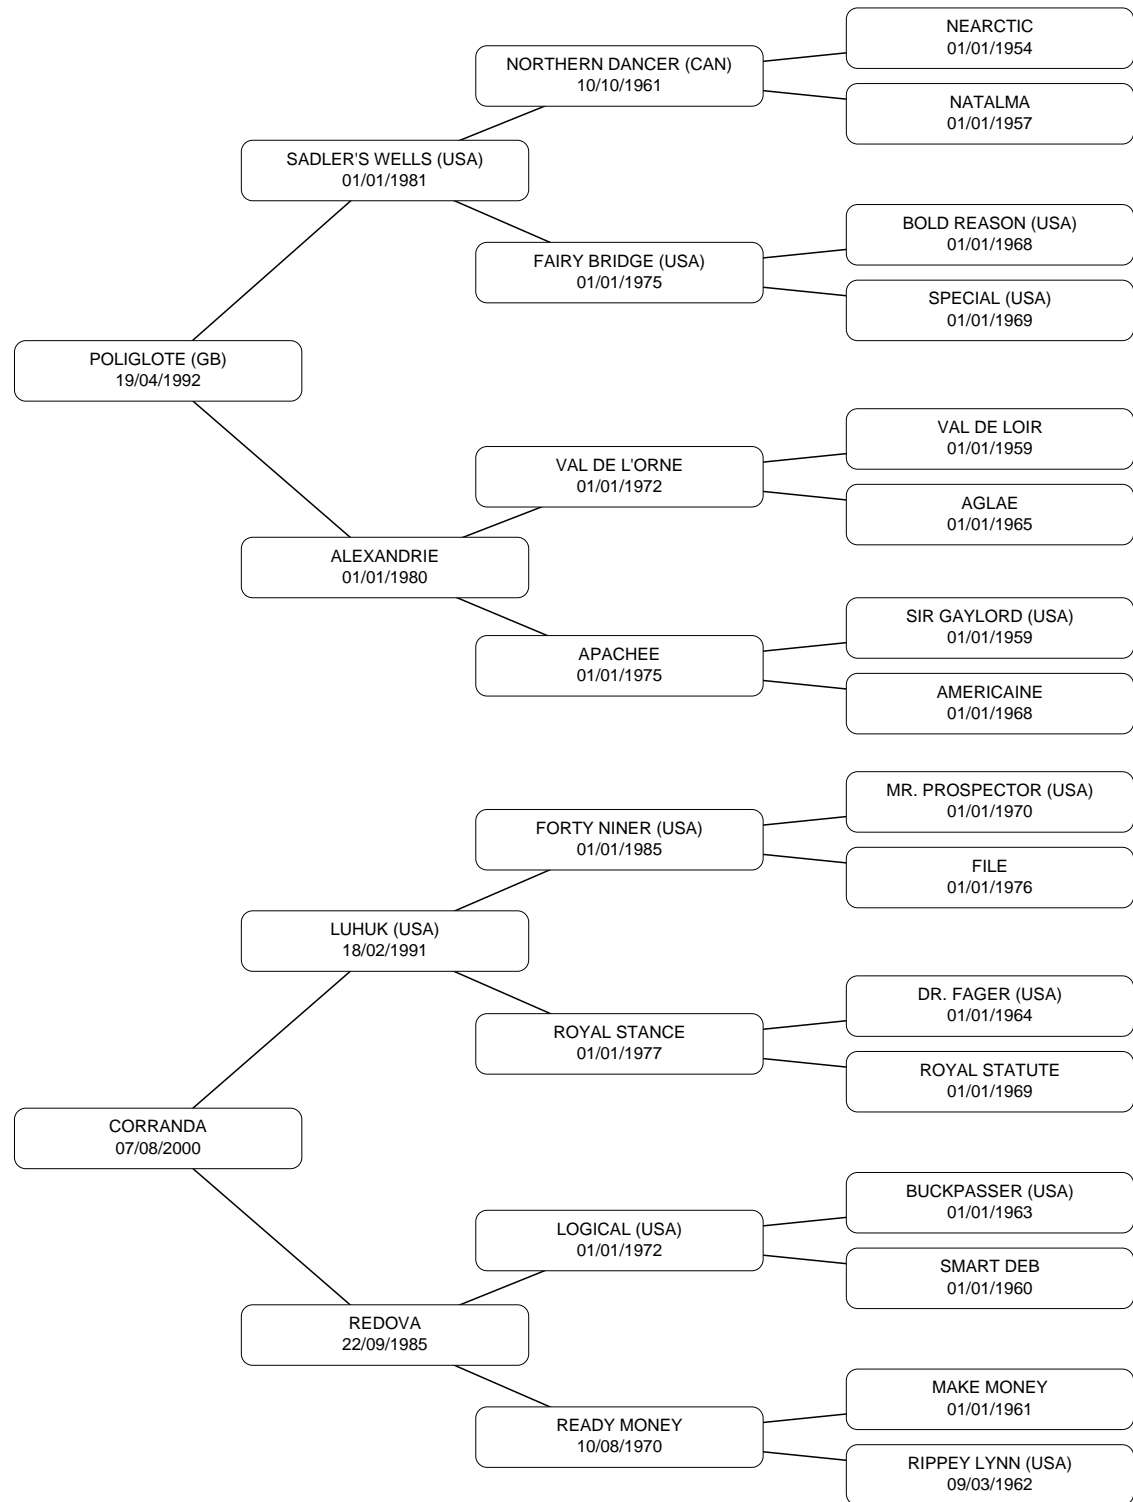 NEARCTIC
01/01/1954
NORTHERN DANCER (CAN)
10/10/1961
NATALMA
01/01/1957
SADLER'S WELLS (USA)
01/01/1981
BOLD REASON (USA)
01/01/1968
FAIRY BRIDGE (USA)
01/01/1975
SPECIAL (USA)
01/01/1969
POLIGLOTE (GB)
19/04/1992
VAL DE LOIR
01/01/1959
VAL DE L'ORNE
01/01/1972
AGLAE
01/01/1965
ALEXANDRIE
01/01/1980
SIR GAYLORD (USA)
01/01/1959
APACHEE
01/01/1975
AMERICAINE
01/01/1968
MR. PROSPECTOR (USA)
01/01/1970
FORTY NINER (USA)
01/01/1985
FILE
01/01/1976
LUHUK (USA)
18/02/1991
DR. FAGER (USA)
01/01/1964
ROYAL STANCE
01/01/1977
ROYAL STATUTE
01/01/1969
CORRANDA
07/08/2000
BUCKPASSER (USA)
01/01/1963
LOGICAL (USA)
01/01/1972
SMART DEB
01/01/1960
REDOVA
22/09/1985
MAKE MONEY
01/01/1961
READY MONEY
10/08/1970
RIPPEY LYNN (USA)
09/03/1962